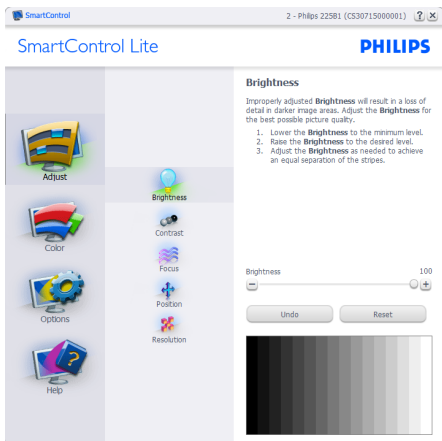 SmartControl
2 - Philips 225B1 (CS30715000001)
SmartControl Lite
PHILIPS
Adjust
Color
Options
Help
Brightness
Contrast
Focus
Position
Resolution
Brightness
Improperly adjusted Brightness will result in a loss of
detail in darker image areas. Adjust the Brightness for
the best possible picture quality.
1. Lower the Brightness to the minimum level.
2. Raise the Brightness to the desired level.
3. Adjust the Brightness as needed to achieve
an equal separation of the stripes.
Brightness 100
Undo Reset